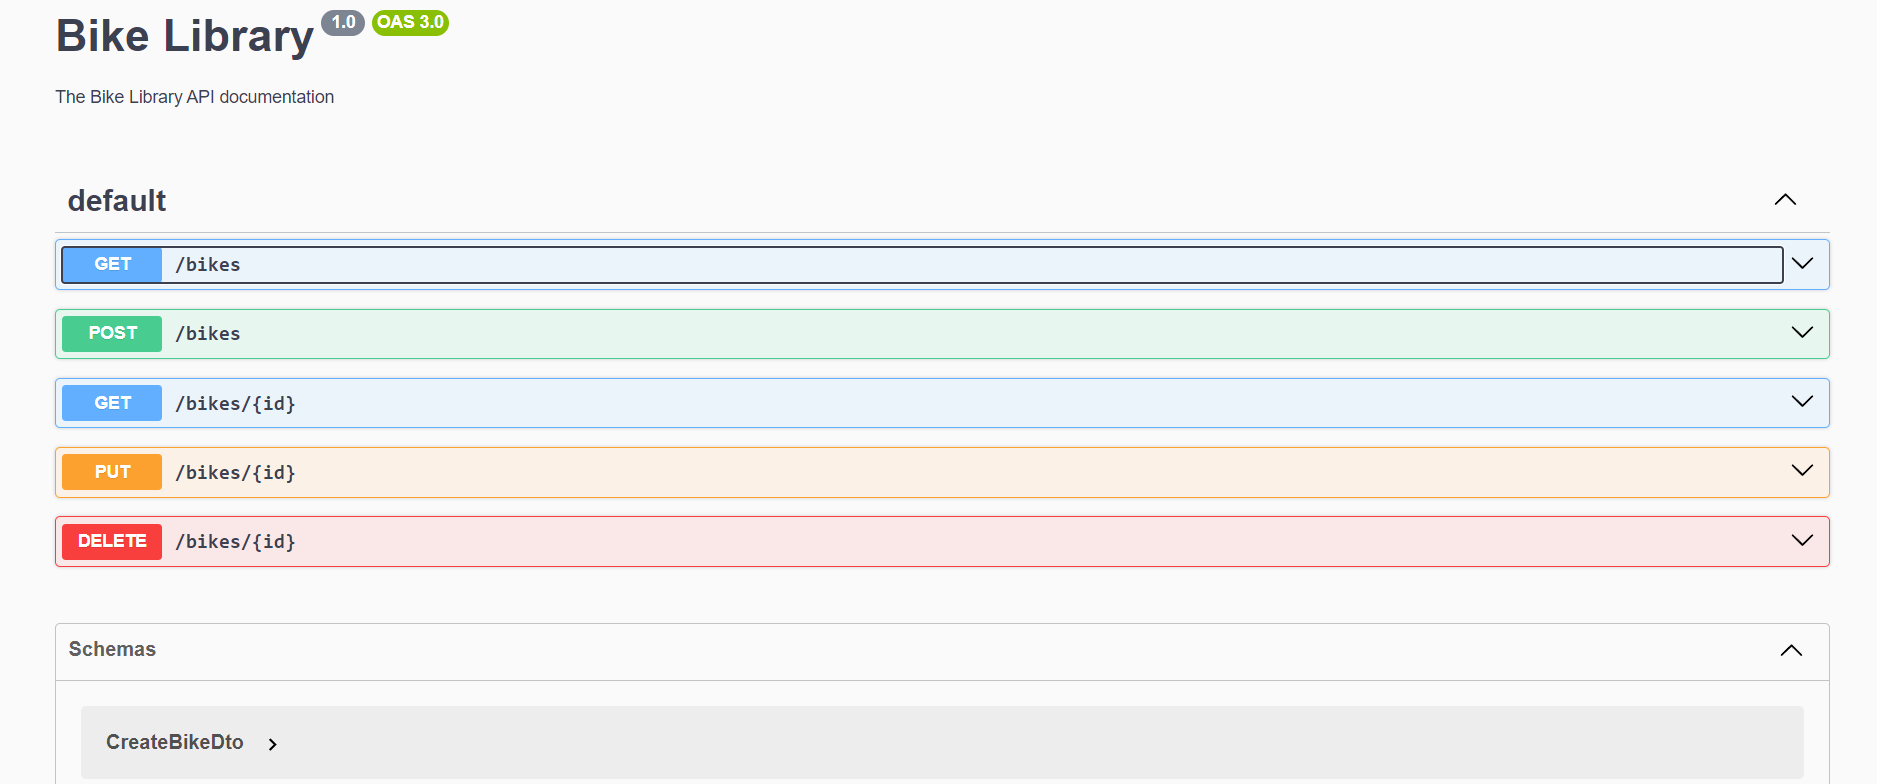 Bike Library 1.0 OAS 3.0
The Bike Library API documentation
default
GET /bikes
POST /bikes
GET /bikes/{id}
PUT /bikes/{id}
DELETE /bikes/{id}
Schemas
CreateBikeDto